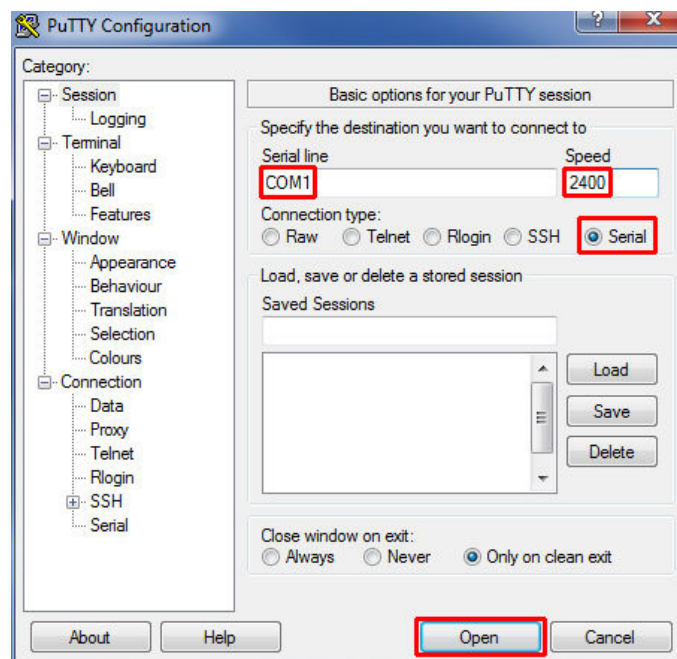 PuTTY Configuration
? X
Category:
Session
Logging
Terminal
Keyboard
Bell
Features
Window
Appearance
Behaviour
Translation
Selection
Colours
Connection
Data
Proxy
Telnet
Rlogin
SSH
Serial
Basic options for your PuTTY session
Specify the destination you want to connect to
Serial line Speed
COM1 2400
Connection type:
Raw Telnet Rlogin SSH Serial
Load, save or delete a stored session
Saved Sessions
Load
Save
Delete
Close window on exit:
Always Never Only on clean exit
About Help Open Cancel